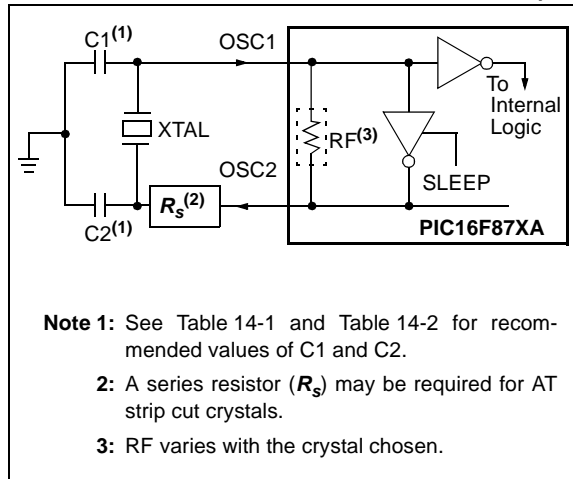 C1(1)
OSC1
To
Internal
Logic
XTAL
RF(3)
OSC2
SLEEP
Rs(2)
C2(1)
PIC16F87XA
Note 1: See Table 14-1 and Table 14-2 for recom-
mended values of C1 and C2.
2: A series resistor (Rs) may be required for AT
strip cut crystals.
3: RF varies with the crystal chosen.